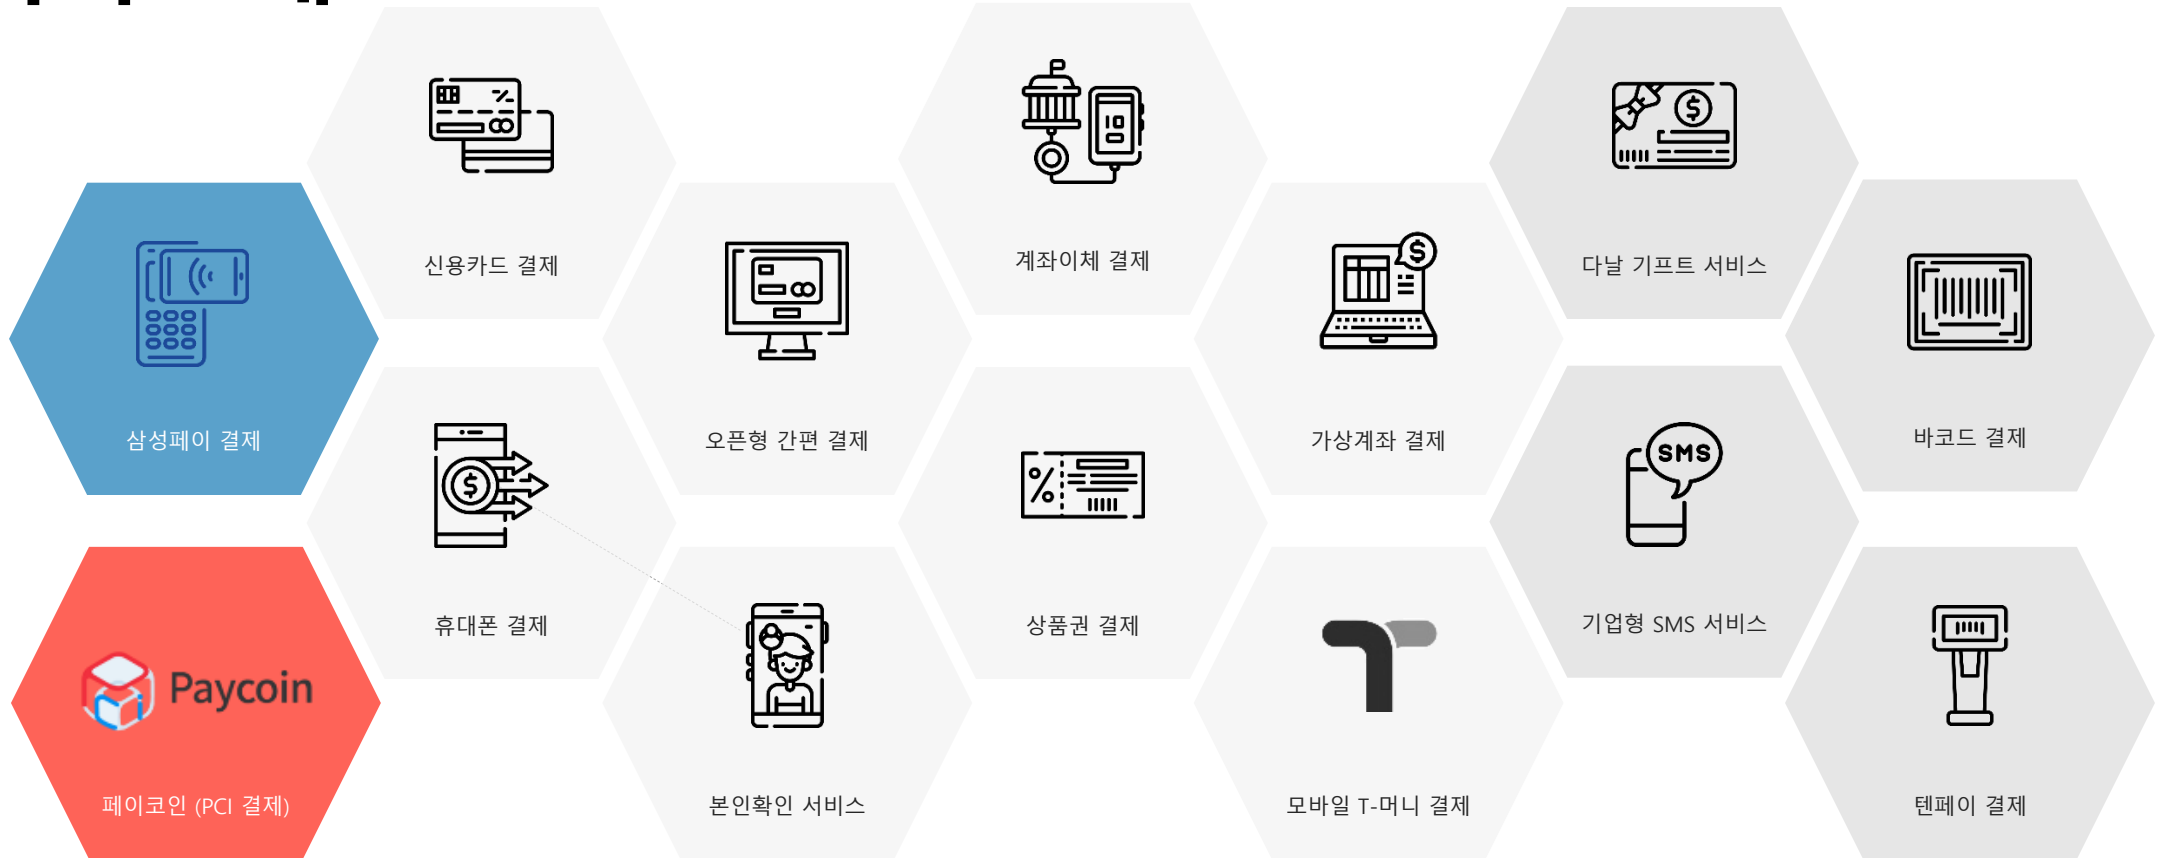 신용카드 결제
계좌이체 결제
다날 기프트 서비스
삼성페이 결제
오픈형 간편 결제
가상계좌 결제
바코드 결제
SMS
휴대폰 결제
상품권 결제
기업형 SMS 서비스
Paycoin
페이코인 (PCI 결제)
본인확인 서비스
모바일 T-머니 결제
텐페이 결제